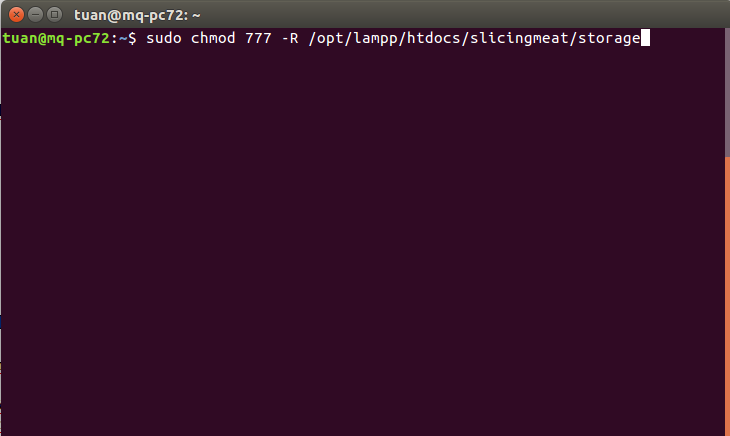 tuan@mq-pc72: ~
tuan@mq-pc72:~$ sudo chmod 777 -R /opt/lampp/htdocs/slicingmeat/storage